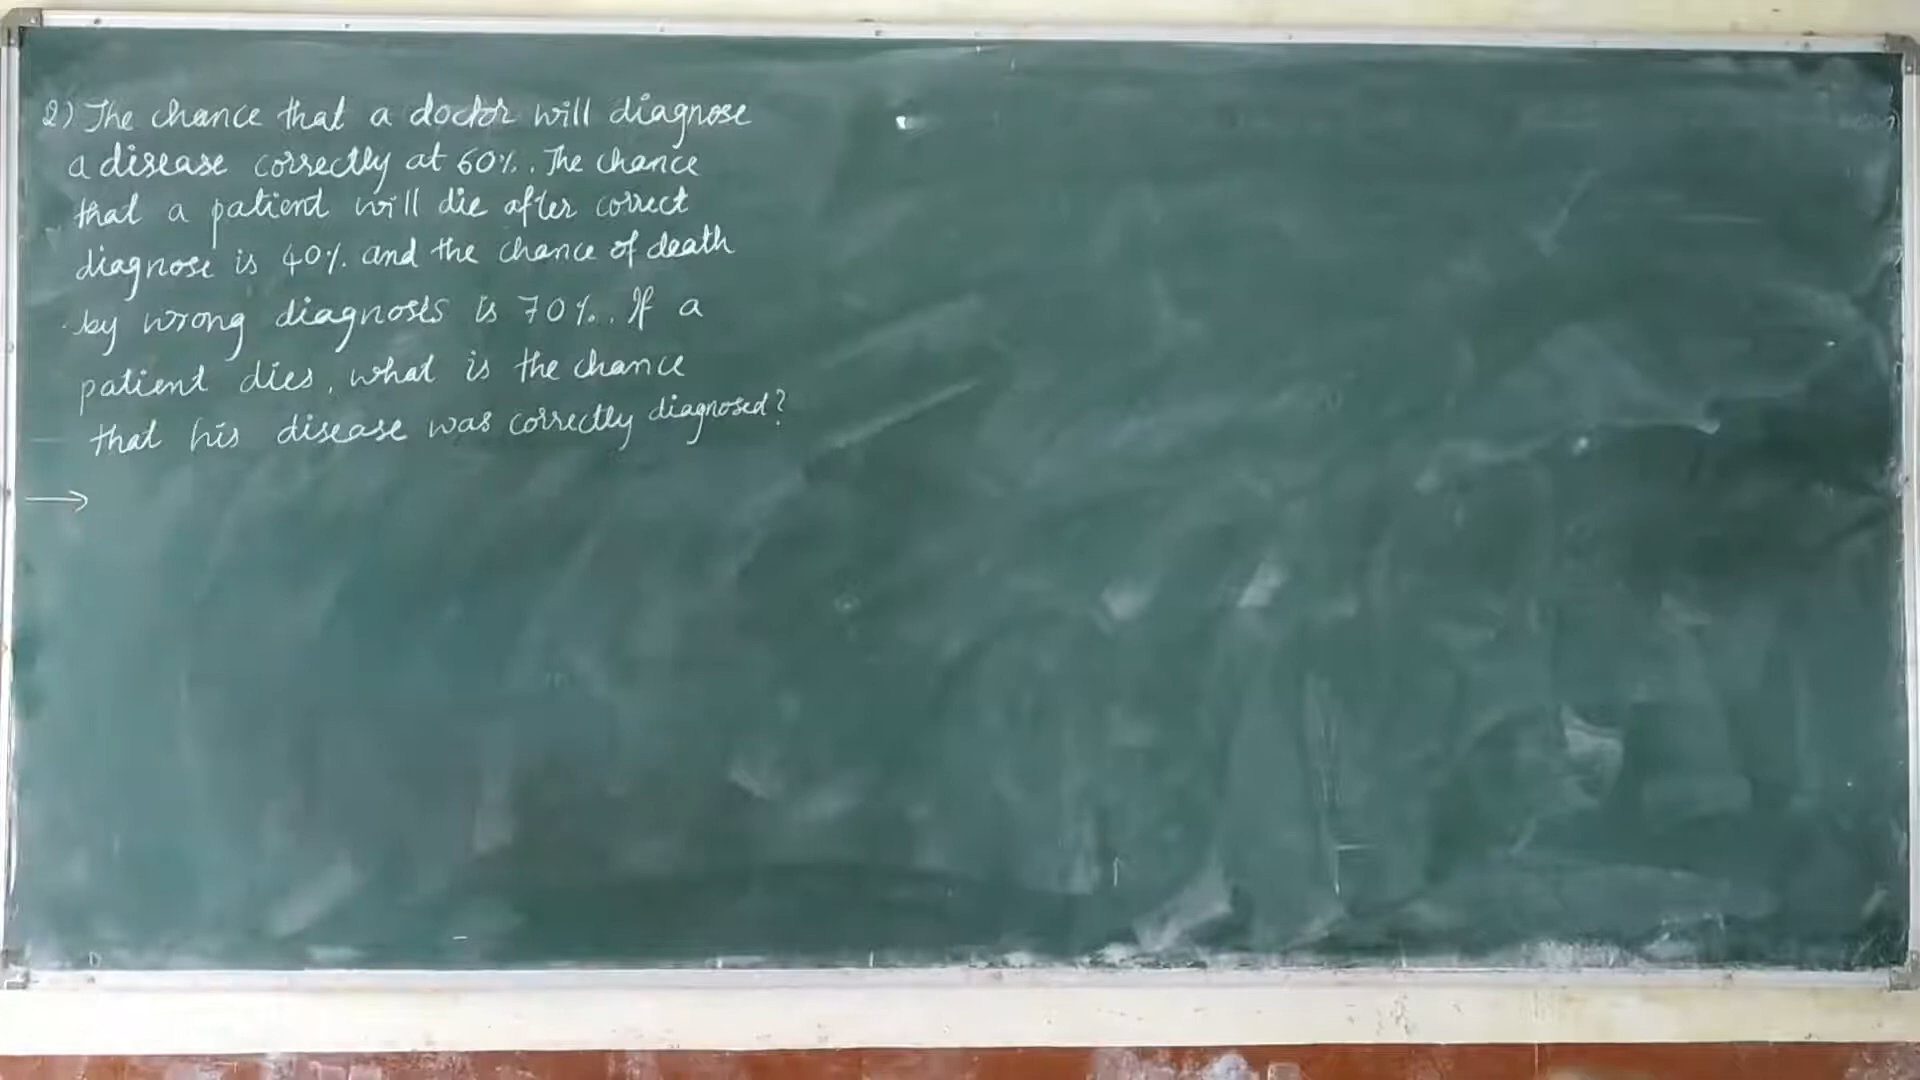 2) The chance that a doctor will diagnose
a disease correctly at 60%. The chance
that a patient will die after correct
diagnose is 40% and the chance of death
by wrong diagnosis is 70%. If a
patient dies, what is the chance
that his disease was correctly diagnosed?
→